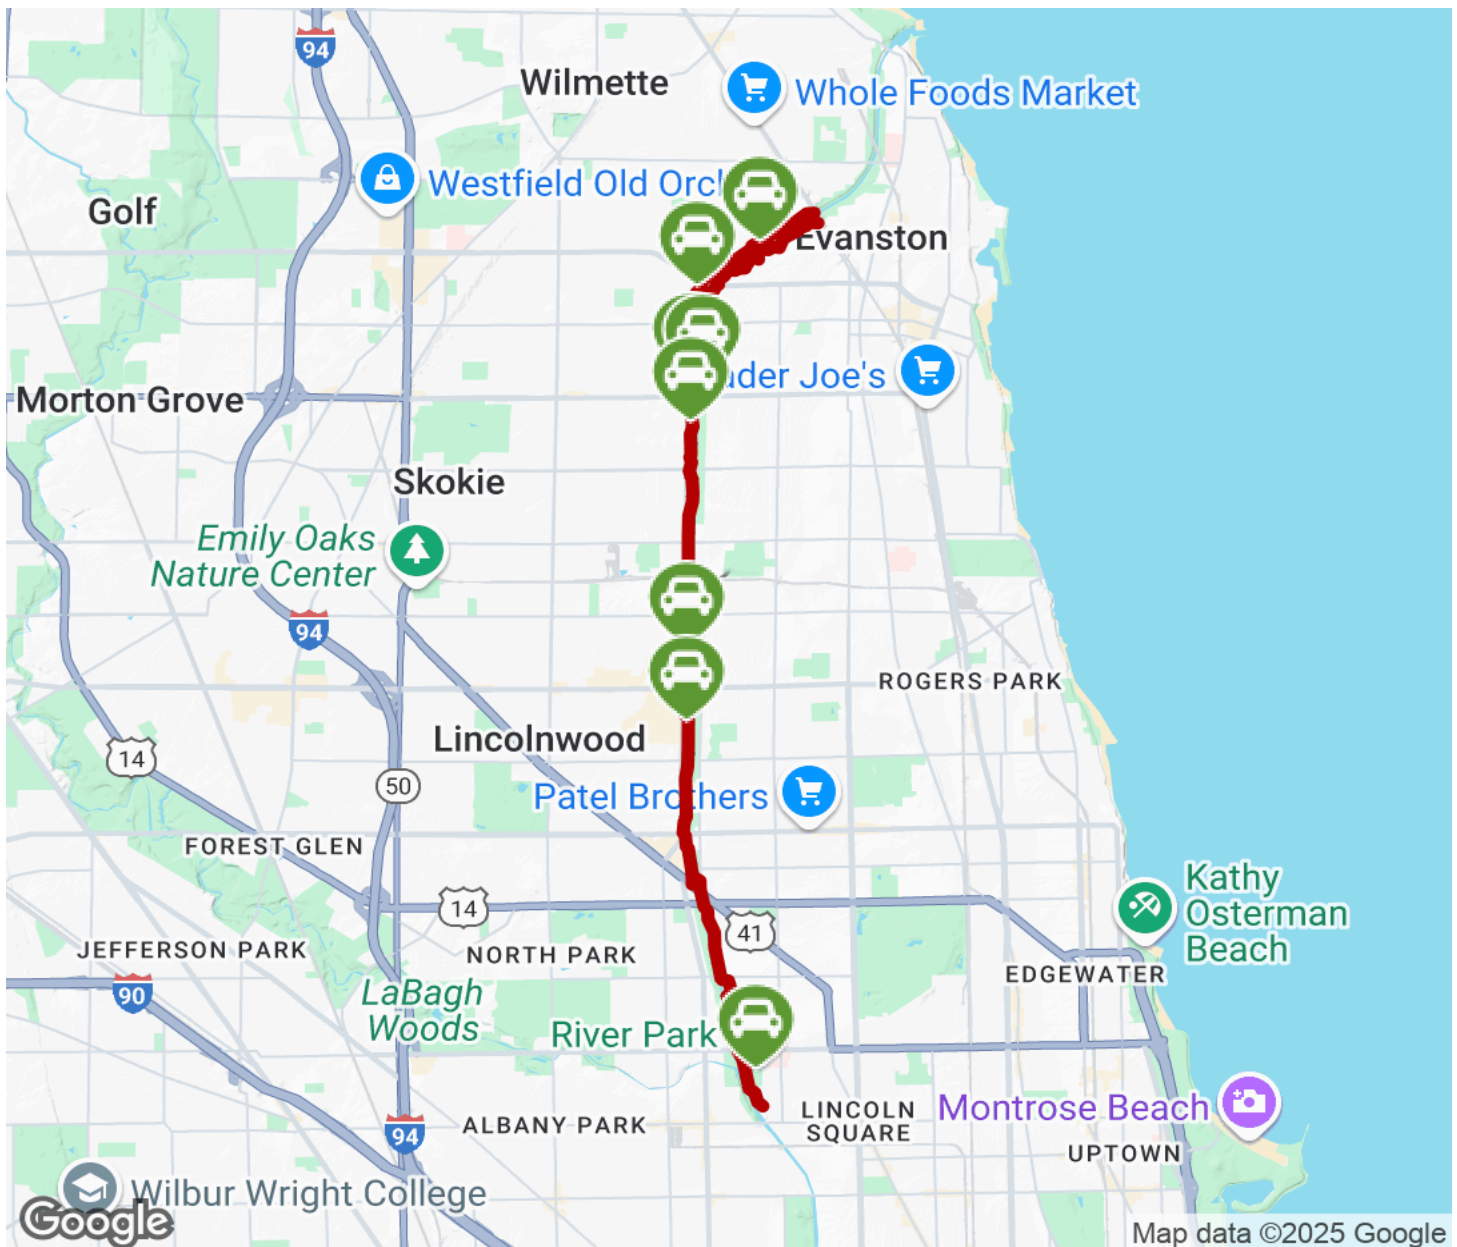 94
Wilmette
Whole Foods Market
Westfield Old Orc
Golf
Evanston
ader Joe's
Morton Grove
Skokie
Emily Oaks
Nature Center
94
ROGERS PARK
Lincolnwood
14
50
Patel Brothers
FOREST GLEN
Kathy
Osterman
Beach
14
41
JEFFERSON PARK
NORTH PARK
EDGEWATER
90
LaBagh
Woods
River Park
LINCOLN
SQUARE
Montrose Beach
ALBANY PARK
94
UPTOWN
Wilbur Wright College
Google
Map data ©2025 Google